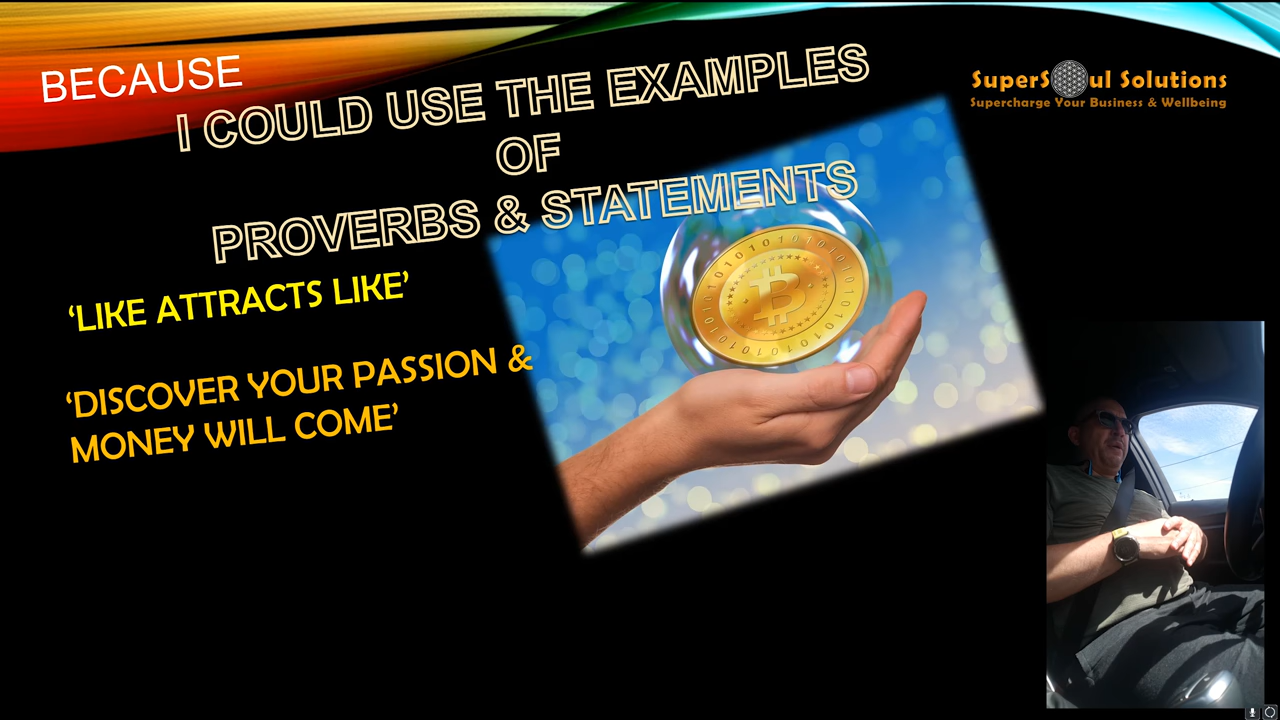 BECAUSE
I COULD USE THE EXAMPLES
OF
PROVERBS & STATEMENTS
‘LIKE ATTRACTS LIKE’
‘DISCOVER YOUR PASSION &
MONEY WILL COME’
SuperSoul Solutions
Supercharge Your Business & Wellbeing